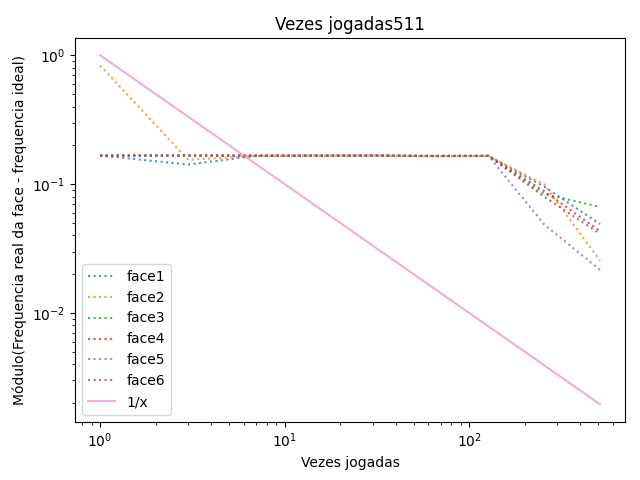 Vezes jogadas511
Módulo(Frequencia real da face - frequencia ideal)
10⁰
10⁻¹
10⁻²
face1
face2
face3
face4
face5
face6
1/x
10⁰
10¹
10²
Vezes jogadas